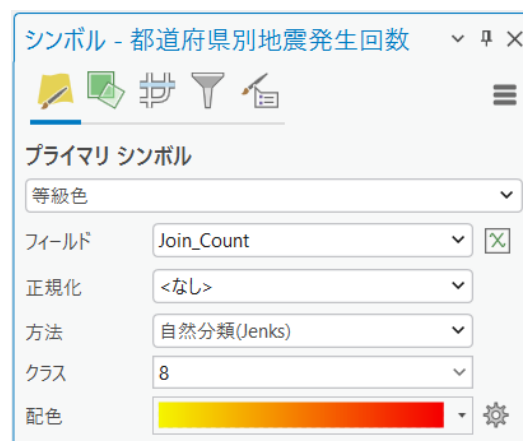 シンボル - 都道府県別地震発生回数
プライマリ シンボル
等級色
フィールド Join_Count
正規化 <なし>
方法 自然分類(Jenks)
クラス 8
配色